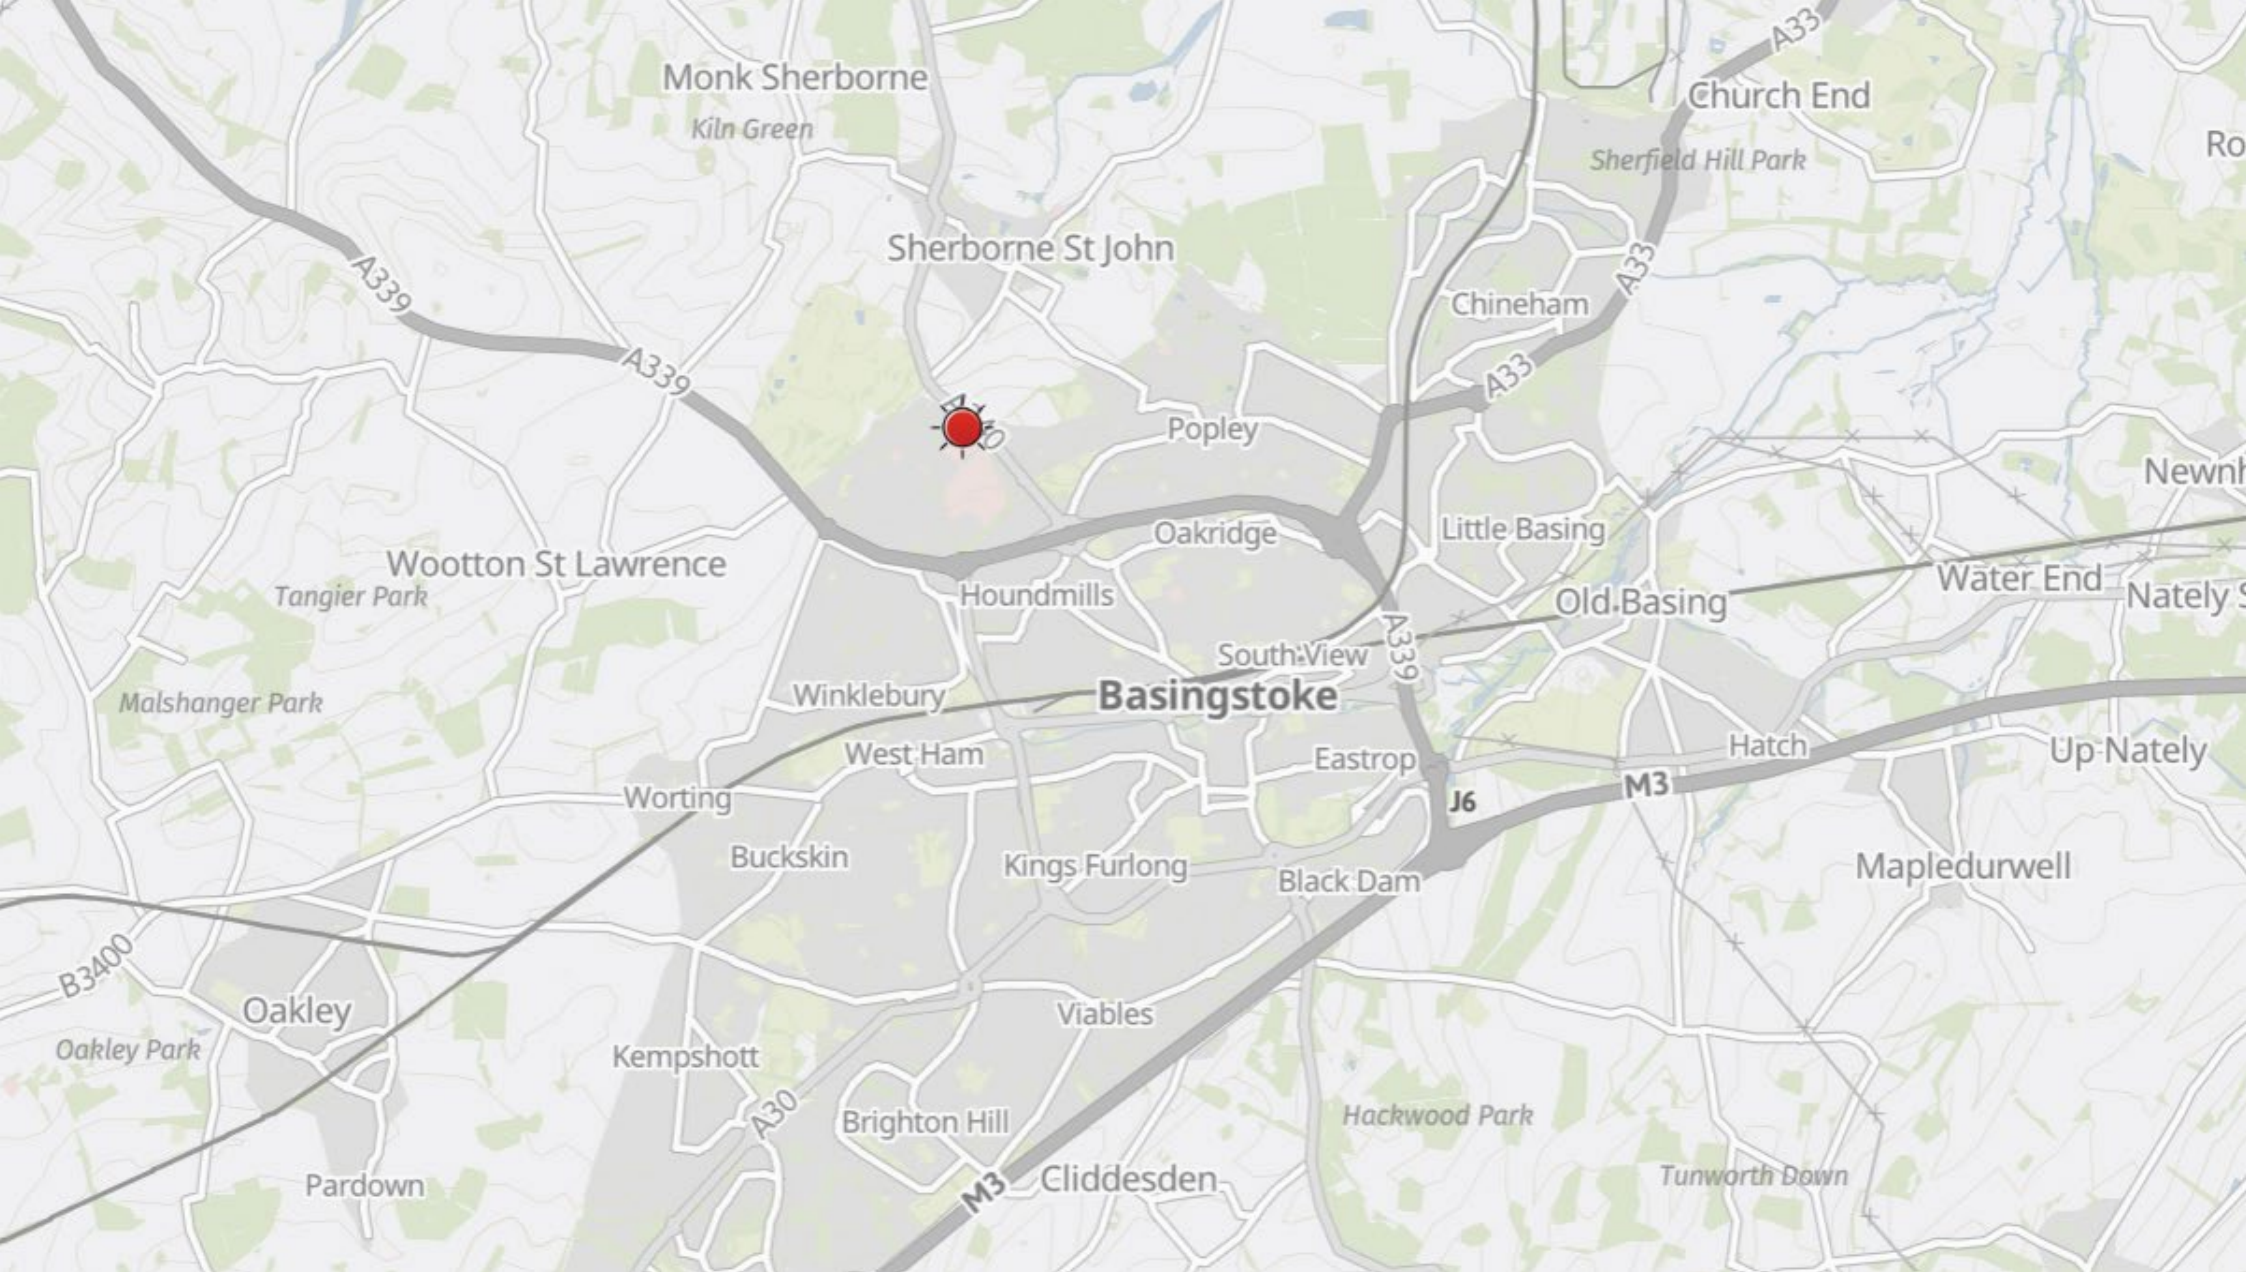 A33
Monk Sherborne
Church End
Kiln Green
Sherfield Hill Park
Sherborne St John
A33
A339
Chineham
A339
A33
Popley
Oakridge
Little Basing
Wootton St Lawrence
Tangier Park
Houndmills
Old Basing
Water End
A339
South View
Malshanger Park
Winklebury
Basingstoke
West Ham
Eastrop
Hatch
Up Nately
M3
Worting
J6
Buckskin
Kings Furlong
Black Dam
Mapledurwell
B3400
Oakley
Viables
Oakley Park
Kempshott
A30
Brighton Hill
Hackwood Park
Pardown
M3
Cliddesden
Tunworth Down